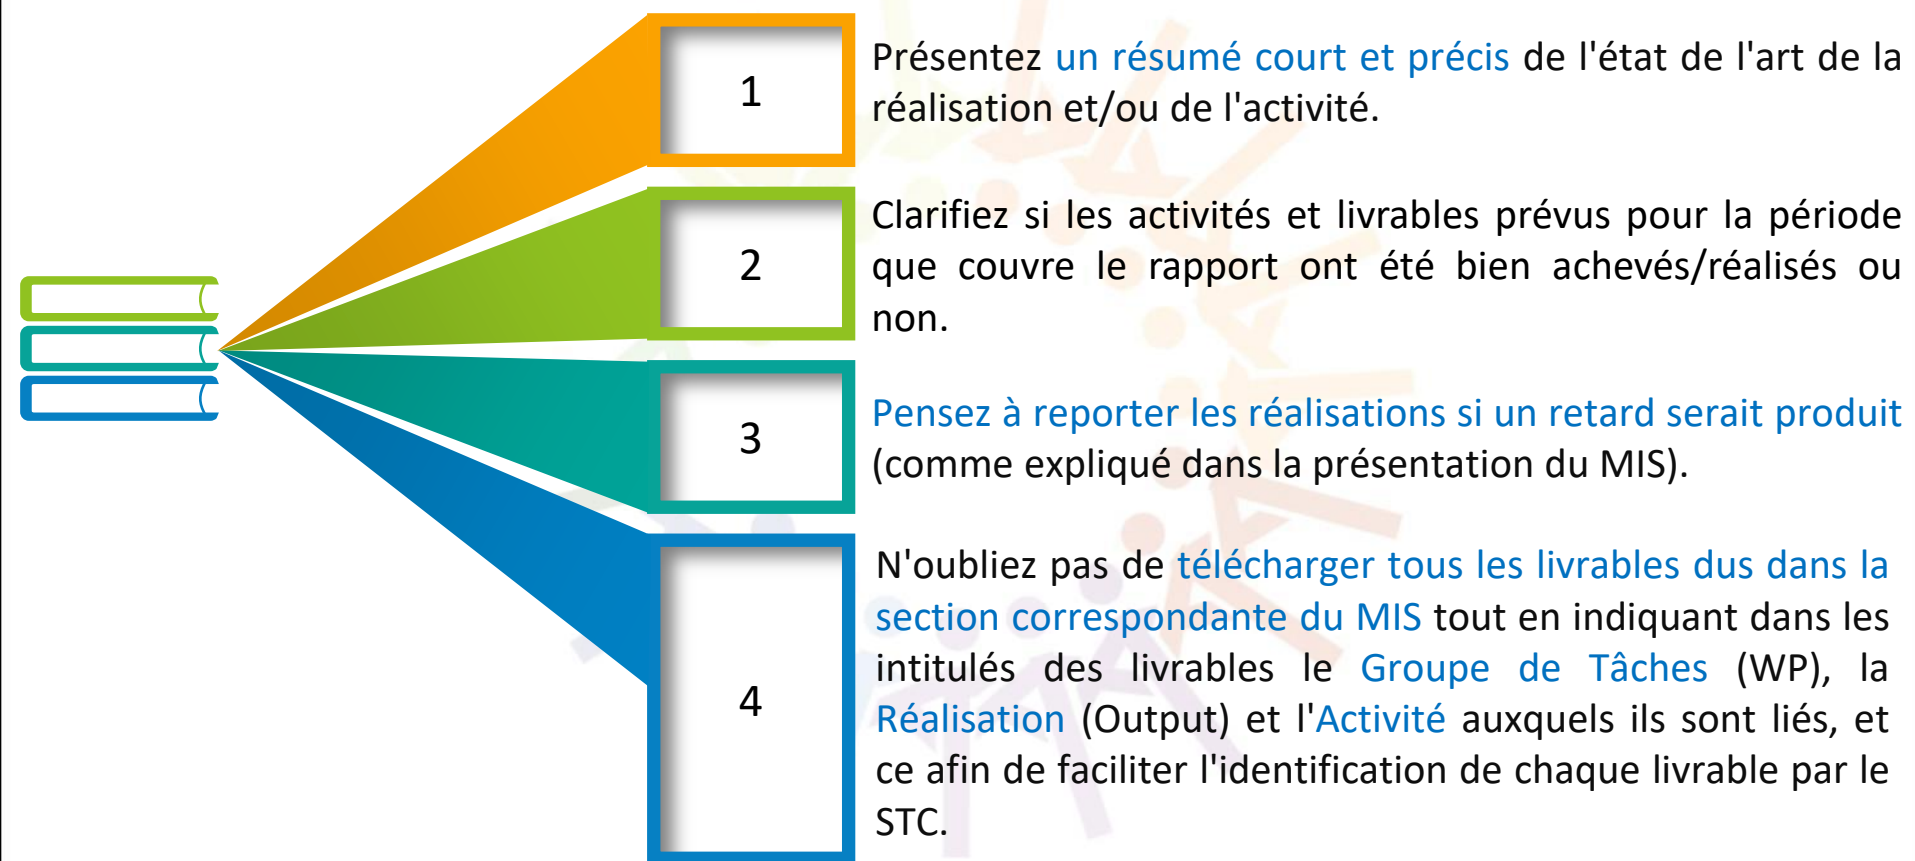 1
Présentez un résumé court et précis de l'état de l'art de la
réalisation et/ou de l'activité.
2
Clarifiez si les activités et livrables prévus pour la période
que couvre le rapport ont été bien achevés/réalisés ou
non.
3
Pensez à reporter les réalisations si un retard serait produit
(comme expliqué dans la présentation du MIS).
4
N'oubliez pas de télécharger tous les livrables dus dans la
section correspondante du MIS tout en indiquant dans les
intitulés des livrables le Groupe de Tâches (WP), la
Réalisation (Output) et l'Activité auxquels ils sont liés, et
ce afin de faciliter l'identification de chaque livrable par le
STC.